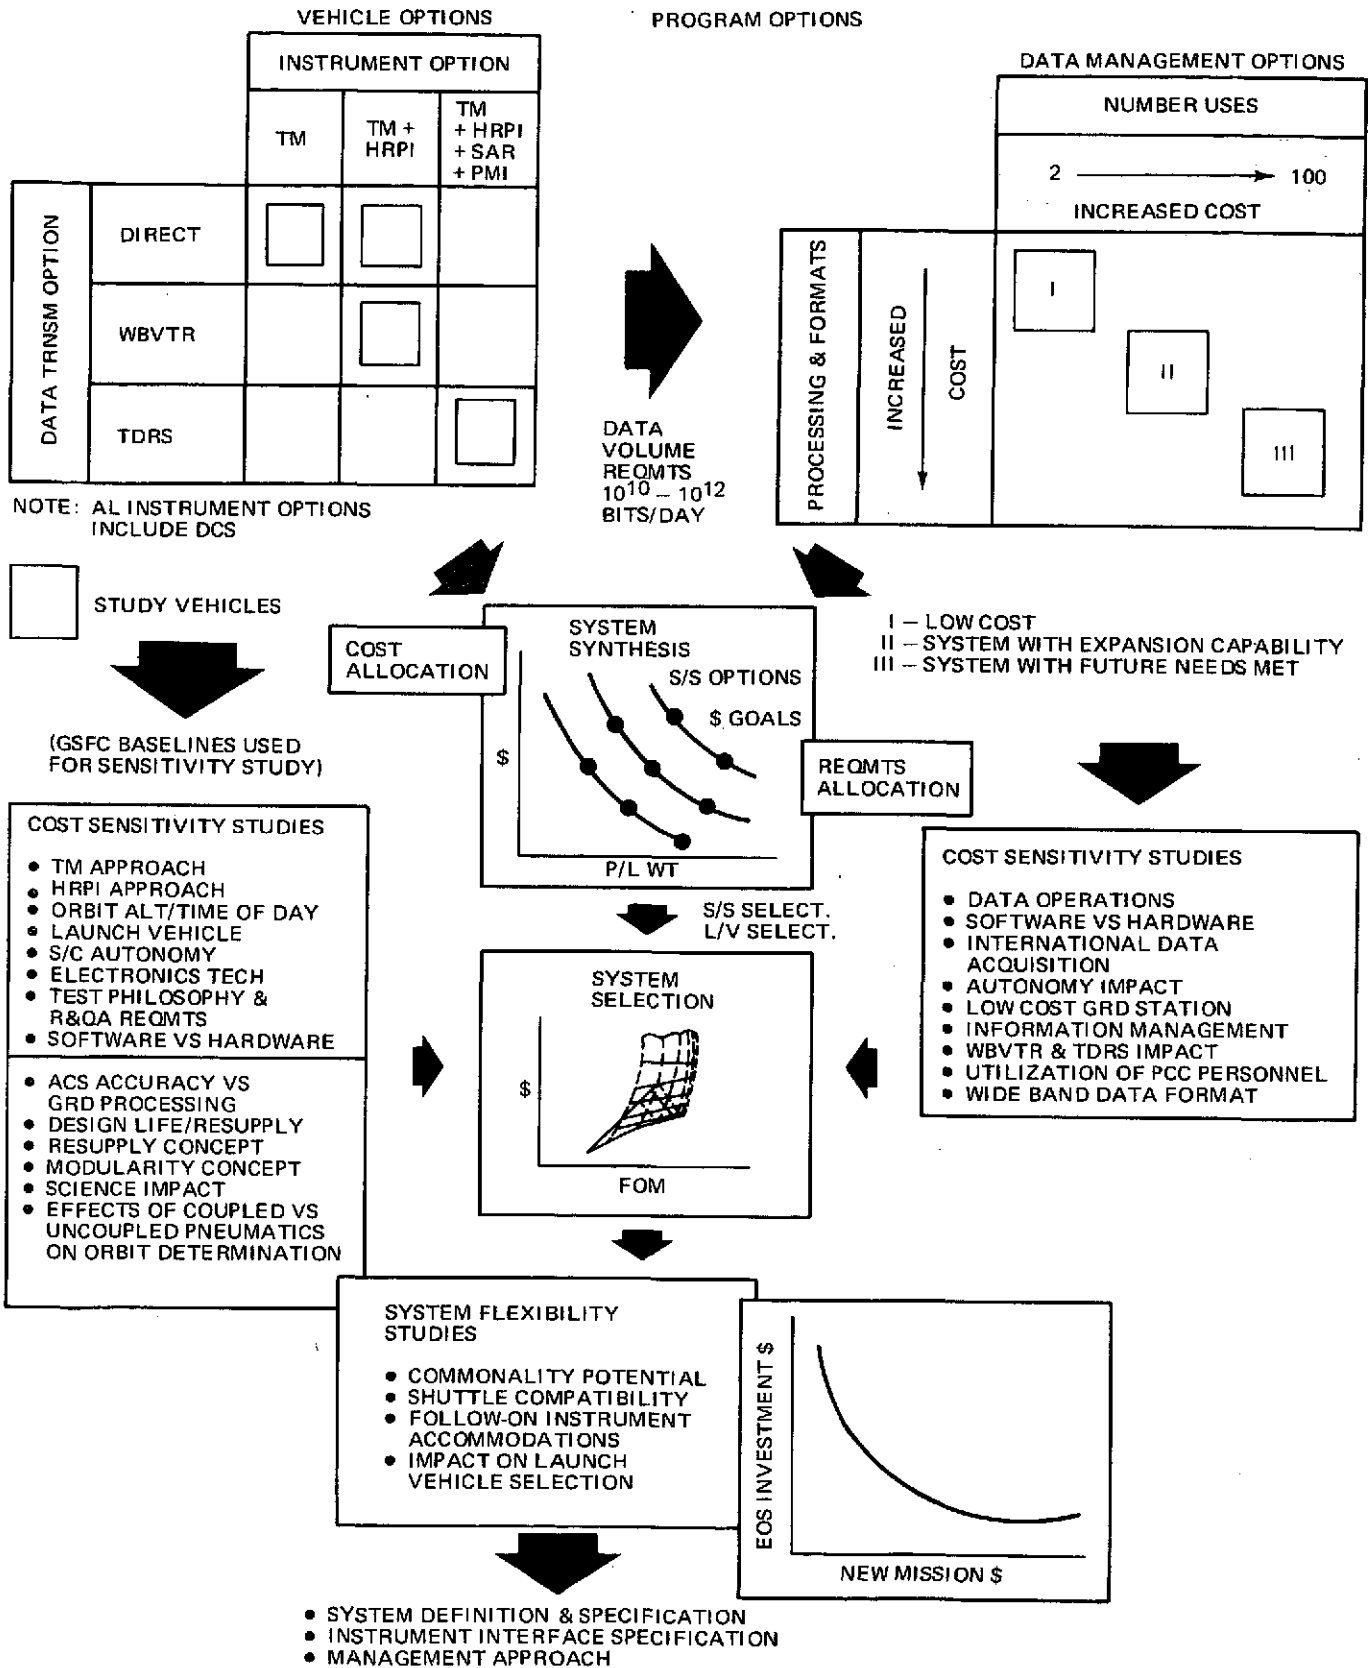 VEHICLE OPTIONS
PROGRAM OPTIONS
INSTRUMENT OPTION
TM
TM +
HRPI
TM
+ HRPI
+ SAR
+ PMI
DATA TRNSM OPTION
DIRECT
WBVTR
TDRS
NOTE: AL INSTRUMENT OPTIONS
INCLUDE DCS
STUDY VEHICLES
DATA
VOLUME
REQMTS
10^10 – 10^12
BITS/DAY
DATA MANAGEMENT OPTIONS
NUMBER USES
2 → 100
INCREASED COST
PROCESSING & FORMATS
INCREASED
COST
I
II
III
I – LOW COST
II – SYSTEM WITH EXPANSION CAPABILITY
III – SYSTEM WITH FUTURE NEEDS MET
COST
ALLOCATION
SYSTEM
SYNTHESIS
S/S OPTIONS
$ GOALS
$
P/L WT
REQMTS
ALLOCATION
(GSFC BASELINES USED
FOR SENSITIVITY STUDY)
COST SENSITIVITY STUDIES
● TM APPROACH
● HRPI APPROACH
● ORBIT ALT/TIME OF DAY
● LAUNCH VEHICLE
● S/C AUTONOMY
● ELECTRONICS TECH
● TEST PHILOSOPHY &
R&QA REQMTS
● SOFTWARE VS HARDWARE
● ACS ACCURACY VS
GRD PROCESSING
● DESIGN LIFE/RESUPPLY
● RESUPPLY CONCEPT
● MODULARITY CONCEPT
● SCIENCE IMPACT
● EFFECTS OF COUPLED VS
UNCOUPLED PNEUMATICS
ON ORBIT DETERMINATION
S/S SELECT.
L/V SELECT.
SYSTEM
SELECTION
$
FOM
COST SENSITIVITY STUDIES
● DATA OPERATIONS
● SOFTWARE VS HARDWARE
● INTERNATIONAL DATA
ACQUISITION
● AUTONOMY IMPACT
● LOW COST GRD STATION
● INFORMATION MANAGEMENT
● WBVTR & TDRS IMPACT
● UTILIZATION OF PCC PERSONNEL
● WIDE BAND DATA FORMAT
SYSTEM FLEXIBILITY
STUDIES
● COMMONALITY POTENTIAL
● SHUTTLE COMPATIBILITY
● FOLLOW-ON INSTRUMENT
ACCOMMODATIONS
● IMPACT ON LAUNCH
VEHICLE SELECTION
EOS INVESTMENT $
NEW MISSION $
● SYSTEM DEFINITION & SPECIFICATION
● INSTRUMENT INTERFACE SPECIFICATION
● MANAGEMENT APPROACH